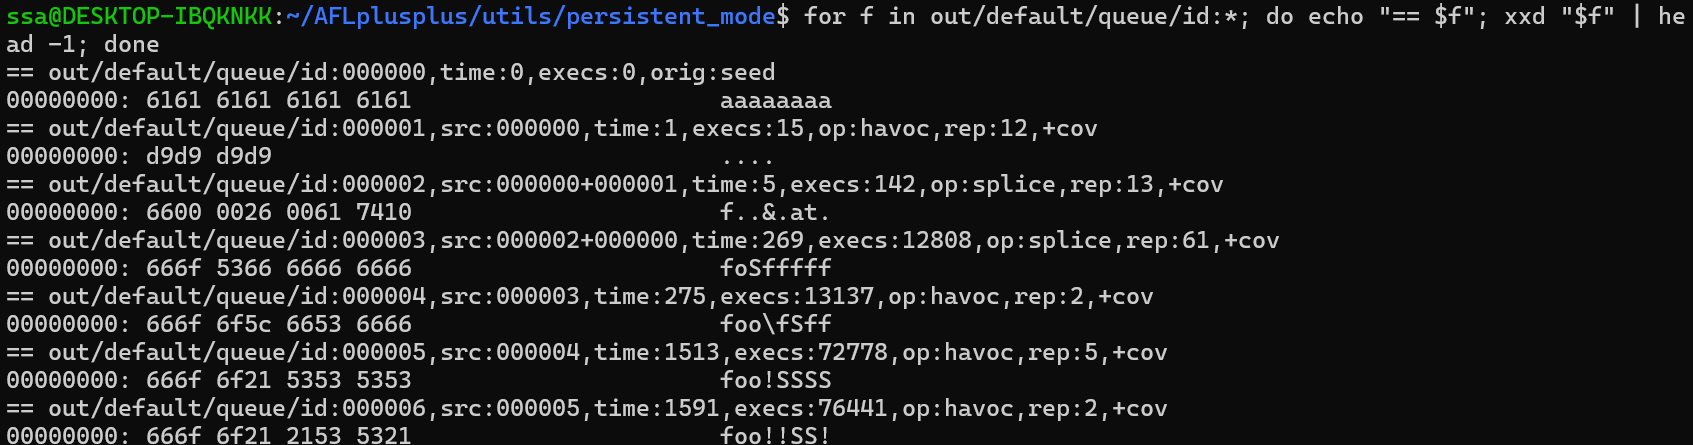 ssa@DESKTOP-IBQKNKK:~/AFLplusplus/utils/persistent_mode$ for f in out/default/queue/id:*; do echo "== $f"; xxd "$f" | he
ad -1; done
== out/default/queue/id:000000,time:0,execs:0,orig:seed
00000000: 6161 6161 6161 6161                      aaaaaaaa
== out/default/queue/id:000001,src:000000,time:1,execs:15,op:havoc,rep:12,+cov
00000000: d9d9 d9d9                                ....
== out/default/queue/id:000002,src:000000+000001,time:5,execs:142,op:splice,rep:13,+cov
00000000: 6600 0026 0061 7410                      f..&.at.
== out/default/queue/id:000003,src:000002+000000,time:269,execs:12808,op:splice,rep:61,+cov
00000000: 666f 5366 6666 6666                      foSfffff
== out/default/queue/id:000004,src:000003,time:275,execs:13137,op:havoc,rep:2,+cov
00000000: 666f 6f5c 6653 6666                      foo\fSff
== out/default/queue/id:000005,src:000004,time:1513,execs:72778,op:havoc,rep:5,+cov
00000000: 666f 6f21 5353 5353                      foo!SSSS
== out/default/queue/id:000006,src:000005,time:1591,execs:76441,op:havoc,rep:2,+cov
00000000: 666f 6f21 2153 5321                      foo!!SS!